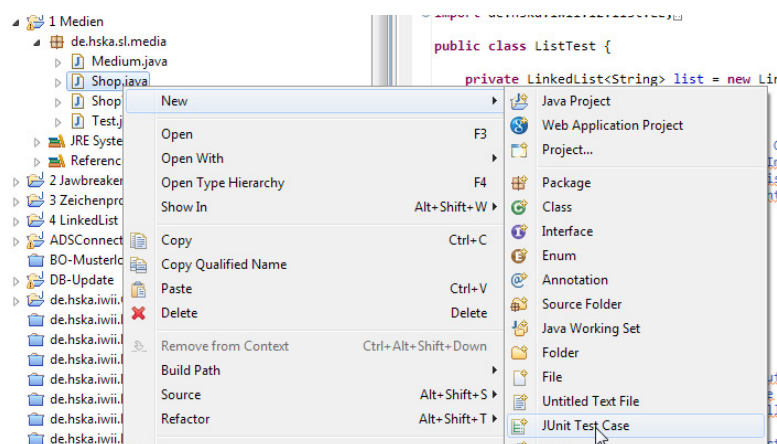 1 Medien
de.hska.sl.media
Medium.java
Shop.java
Shop
Test.j
JRE Syste
Referenc
2 Jawbreaker
3 Zeichenpro
4 LinkedList
ADSConnect
BO-Musterlo
DB-Update
de.hska.iwii.
de.hska.iwii.
de.hska.iwii.
de.hska.iwii.
de.hska.iwii.
de.hska.iwii.
de.hska.iwii.
de.hska.iwii.
New
Open F3
Open With
Open Type Hierarchy F4
Show In Alt+Shift+W
Copy Ctrl+C
Copy Qualified Name
Paste Ctrl+V
Delete Delete
Remove from Context Ctrl+Alt+Shift+Down
Build Path
Source Alt+Shift+S
Refactor Alt+Shift+T
public class ListTest {
private LinkedList<String> list = new Lin
Java Project
Web Application Project
Project...
Package
Class
Interface
Enum
Annotation
Source Folder
Java Working Set
Folder
File
Untitled Text File
JUnit Test Case